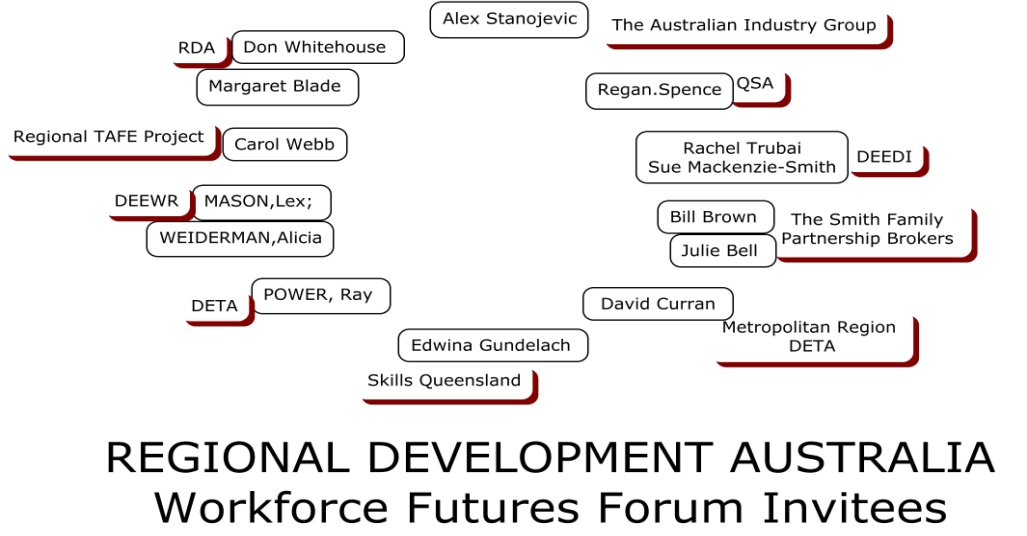 Alex Stanojevic
The Australian Industry Group
RDA
Don Whitehouse
Margaret Blade
Regan.Spence
QSA
Regional TAFE Project
Carol Webb
Rachel Trubai
Sue Mackenzie-Smith
DEEDI
DEEWR
MASON,Lex;
WEIDERMAN,Alicia
Bill Brown
Julie Bell
The Smith Family
Partnership Brokers
DETA
POWER, Ray
David Curran
Metropolitan Region
DETA
Edwina Gundelach
Skills Queensland
REGIONAL DEVELOPMENT AUSTRALIA
Workforce Futures Forum Invitees